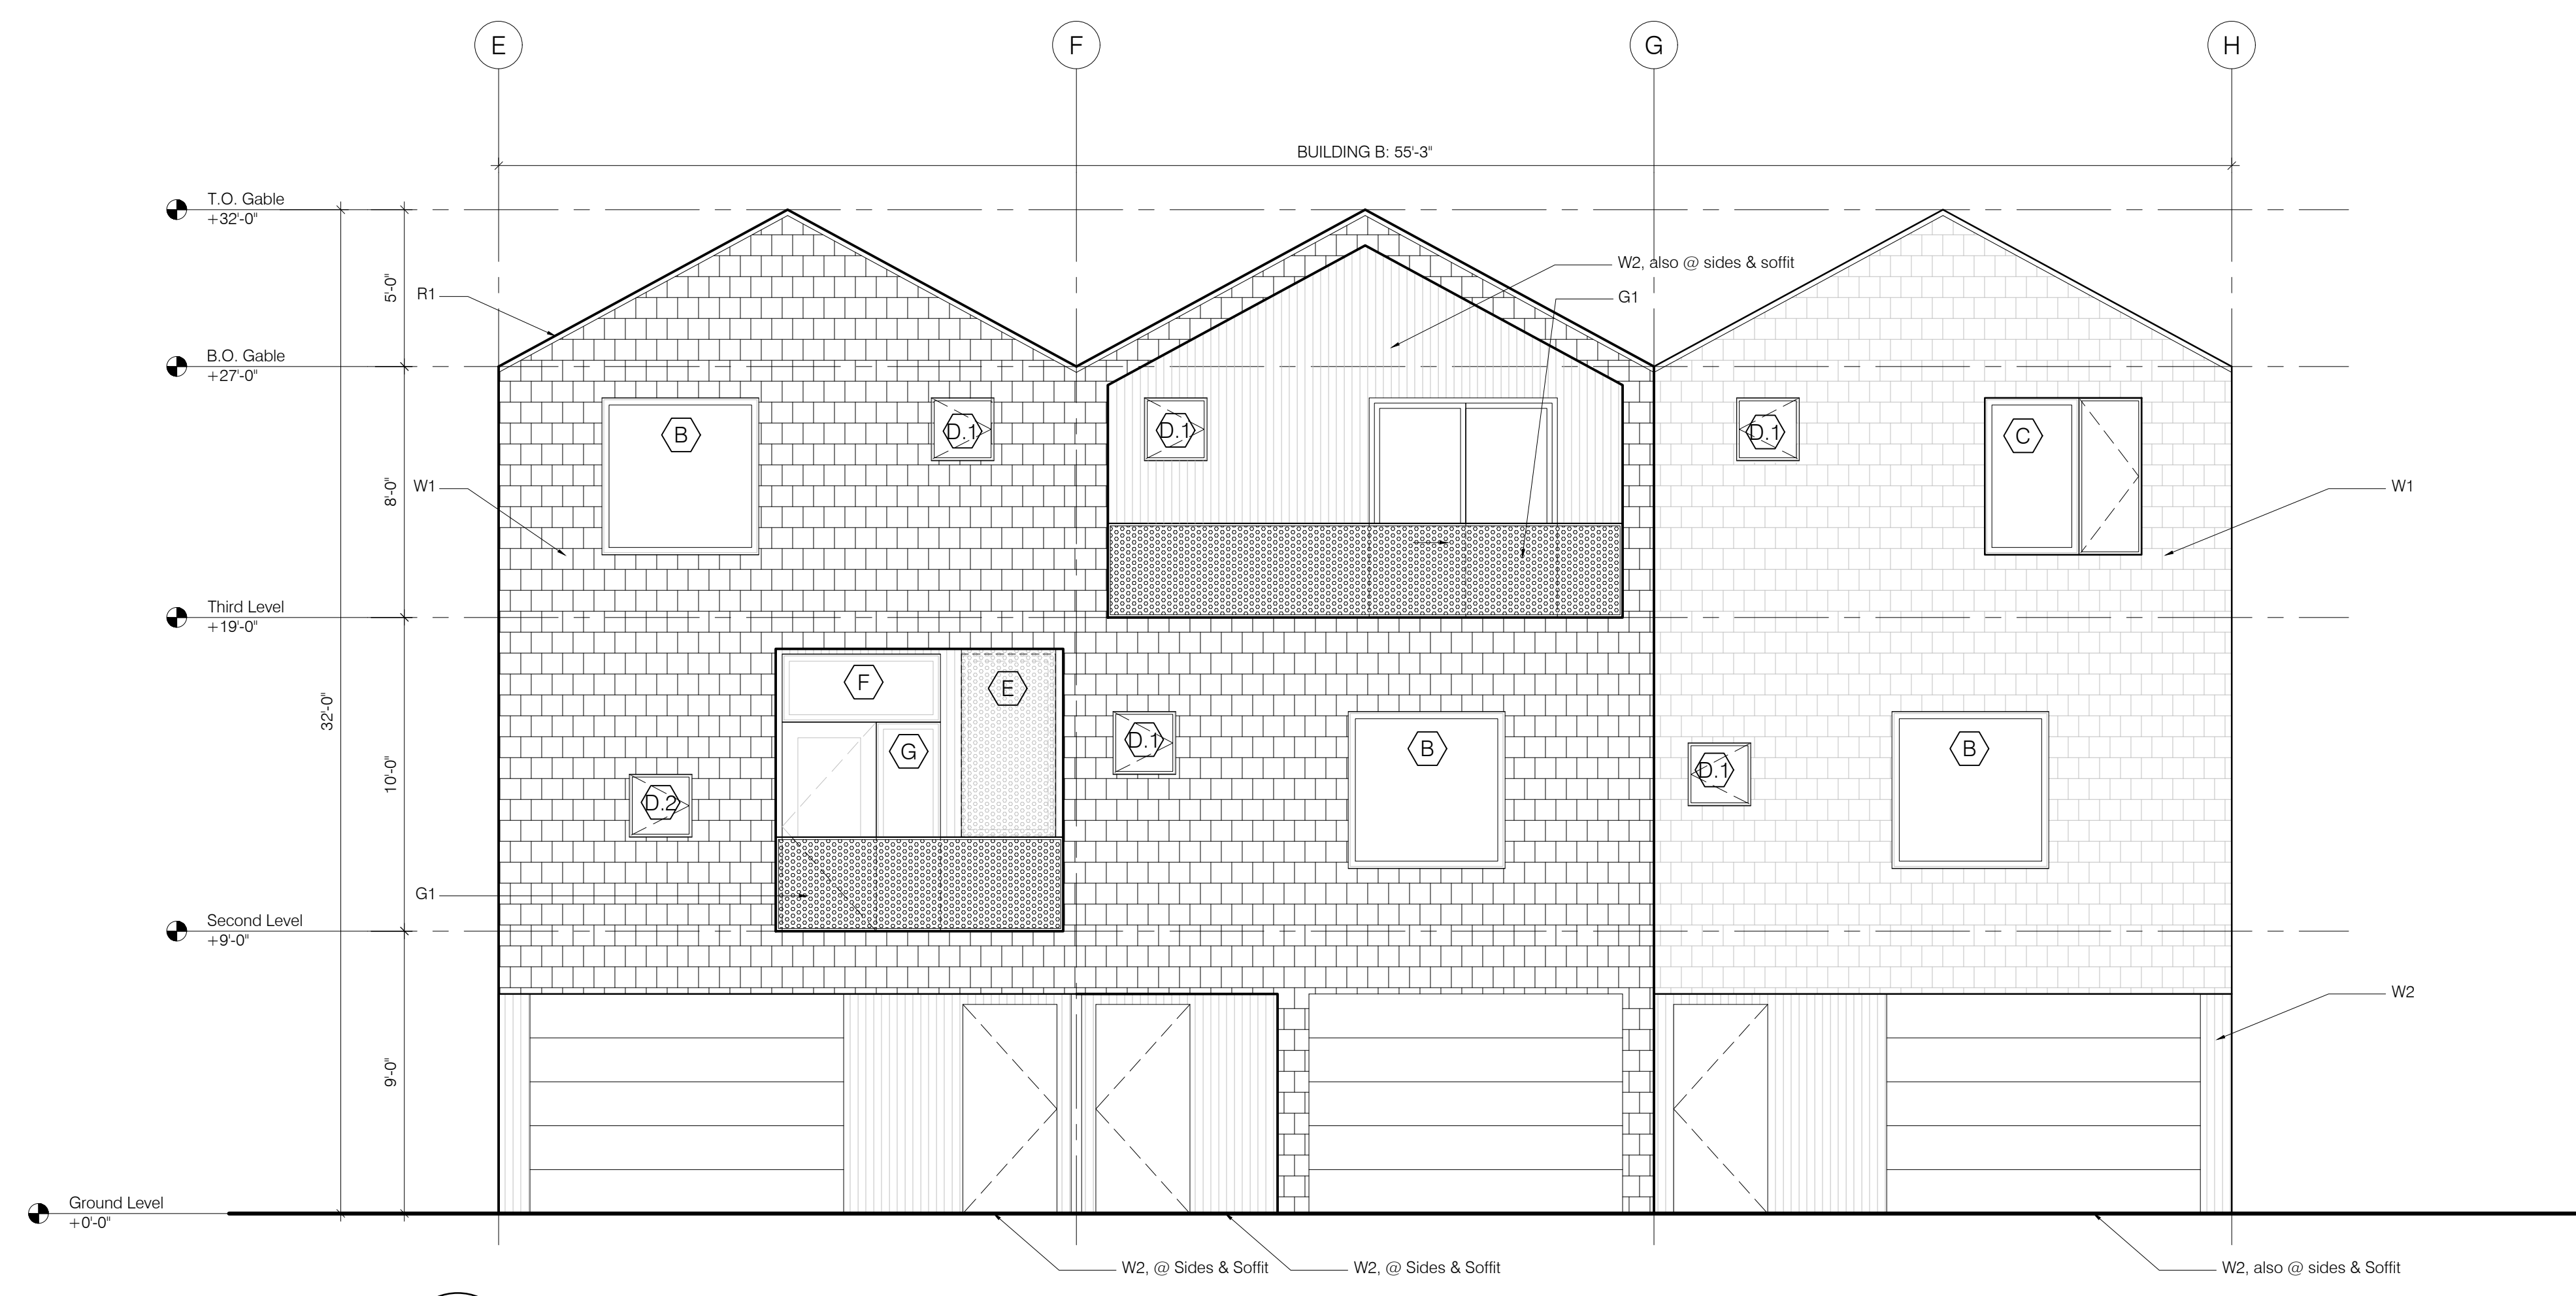 E
F
G
H
BUILDING B: 55'-3"
T.O. Gable
+32'-0"
W2, also @ sides & soffit
5'-0"
R1
G1
B.O. Gable
+27'-0"
B
D.1
D.1
D.1
C
8'-0"
W1
W1
Third Level
+19'-0"
32'-0"
F
E
G
D.1
B
D.1
B
10'-0"
D.2
G1
Second Level
+9'-0"
W2
9'-0"
Ground Level
+0'-0"
W2, @ Sides & Soffit
W2, @ Sides & Soffit
W2, also @ sides & Soffit